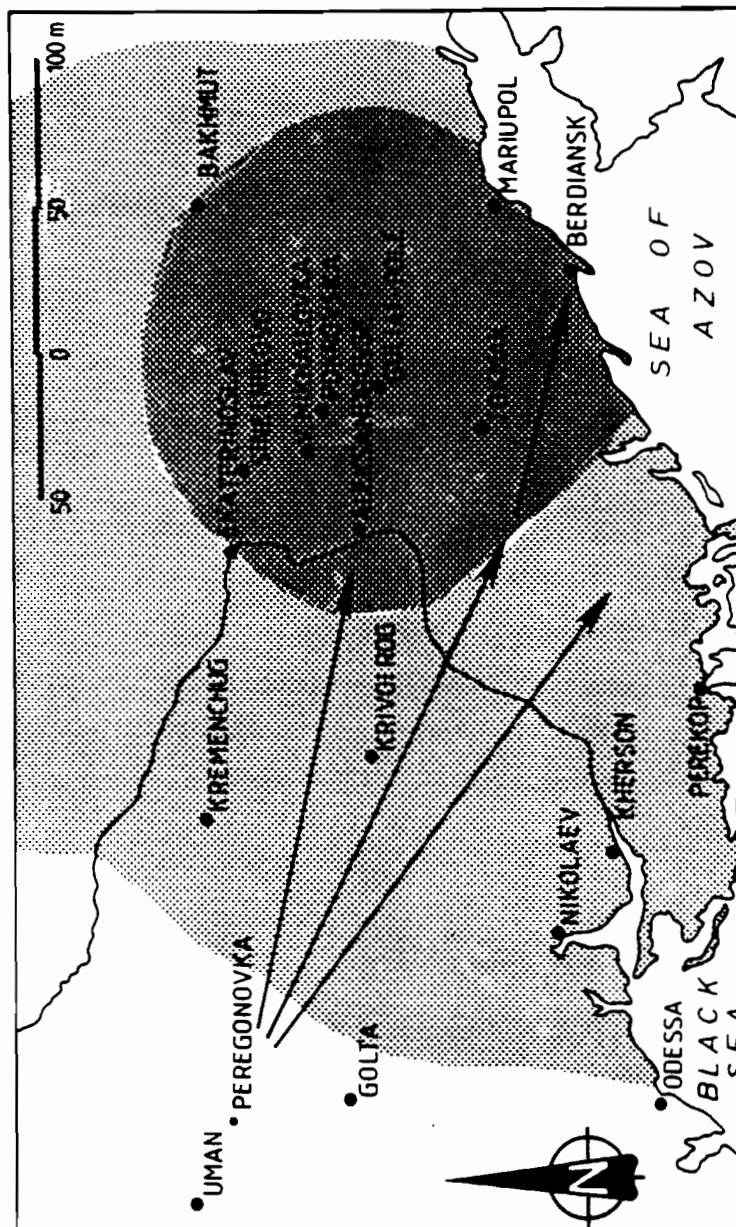 50 0 50 100 m
UMAN
PEREGONOVKA
KREMENCHUG
EKATERINOSLAV
BAKHMUT
GOLTA
KRIVOI ROG
ALEKSANDROVSK
NIKOLAEV
KHERSON
MARIUPOL
BERDIANSK
ODESSA
PEREKOP
BLACK
SEA
SEA OF
AZOV
N